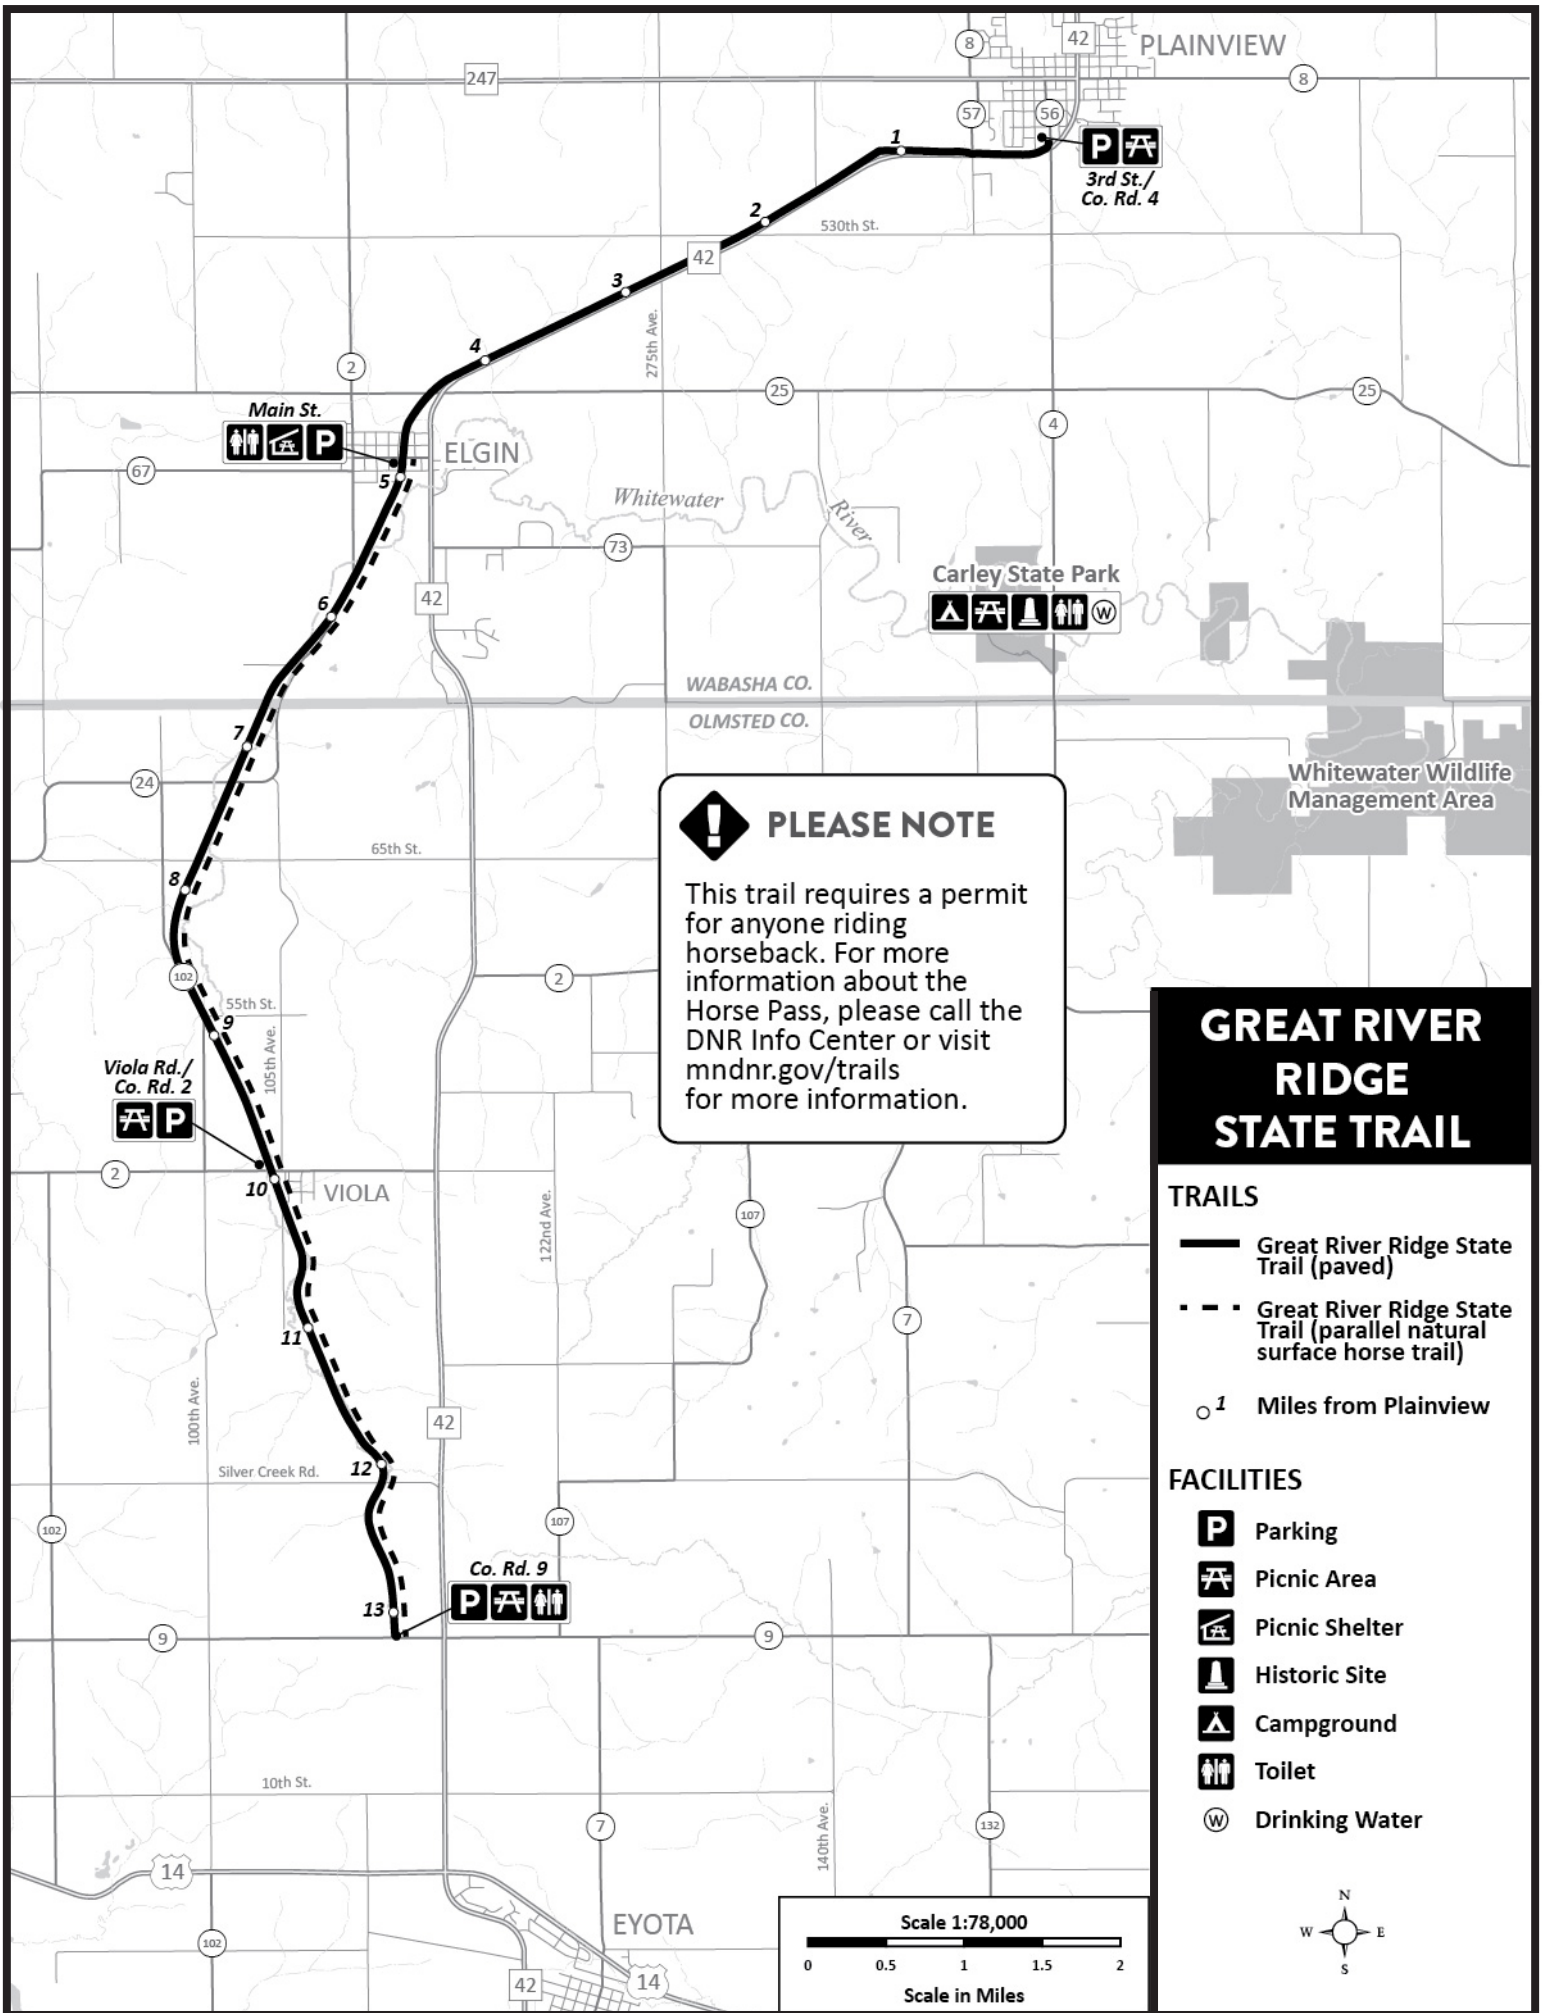 8
42
PLAINVIEW
247
8
57
56
1
P
3rd St./
Co. Rd. 4
2
530th St.
42
3
275th Ave.
4
2
25
25
Main St.
P
4
ELGIN
67
5
Whitewater
River
73
Carley State Park
W
42
6
WABASHA CO.
OLMSTED CO.
7
24
Whitewater Wildlife
Management Area
65th St.
8
! PLEASE NOTE
This trail requires a permit
for anyone riding
horseback. For more
information about the
Horse Pass, please call the
DNR Info Center or visit
mndnr.gov/trails
for more information.
102
2
55th St.
9
105th Ave.
Viola Rd./
Co. Rd. 2
P
2
10
VIOLA
122nd Ave.
107
7
11
100th Ave.
42
12
Silver Creek Rd.
102
107
Co. Rd. 9
P
13
9
9
10th St.
7
140th Ave.
132
14
EYOTA
102
42
14
GREAT RIVER
RIDGE
STATE TRAIL
TRAILS
Great River Ridge State
Trail (paved)
Great River Ridge State
Trail (parallel natural
surface horse trail)
1 Miles from Plainview
FACILITIES
P Parking
Picnic Area
Picnic Shelter
Historic Site
Campground
Toilet
W Drinking Water
N
W E
S
Scale 1:78,000
0 0.5 1 1.5 2
Scale in Miles